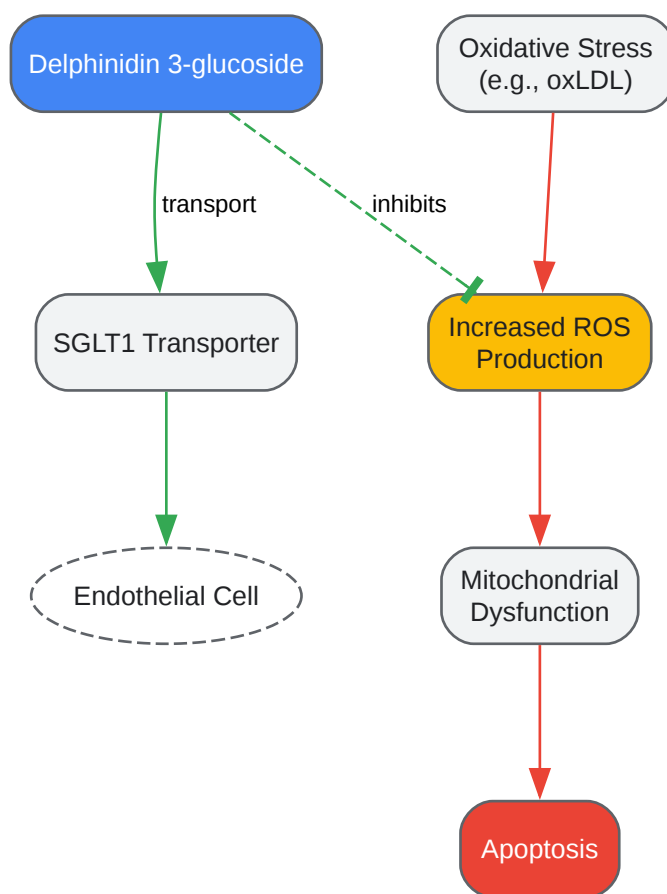 Delphinidin 3-glucoside
Oxidative Stress
(e.g., oxLDL)
transport
inhibits
SGLT1 Transporter
Increased ROS
Production
Endothelial Cell
Mitochondrial
Dysfunction
Apoptosis